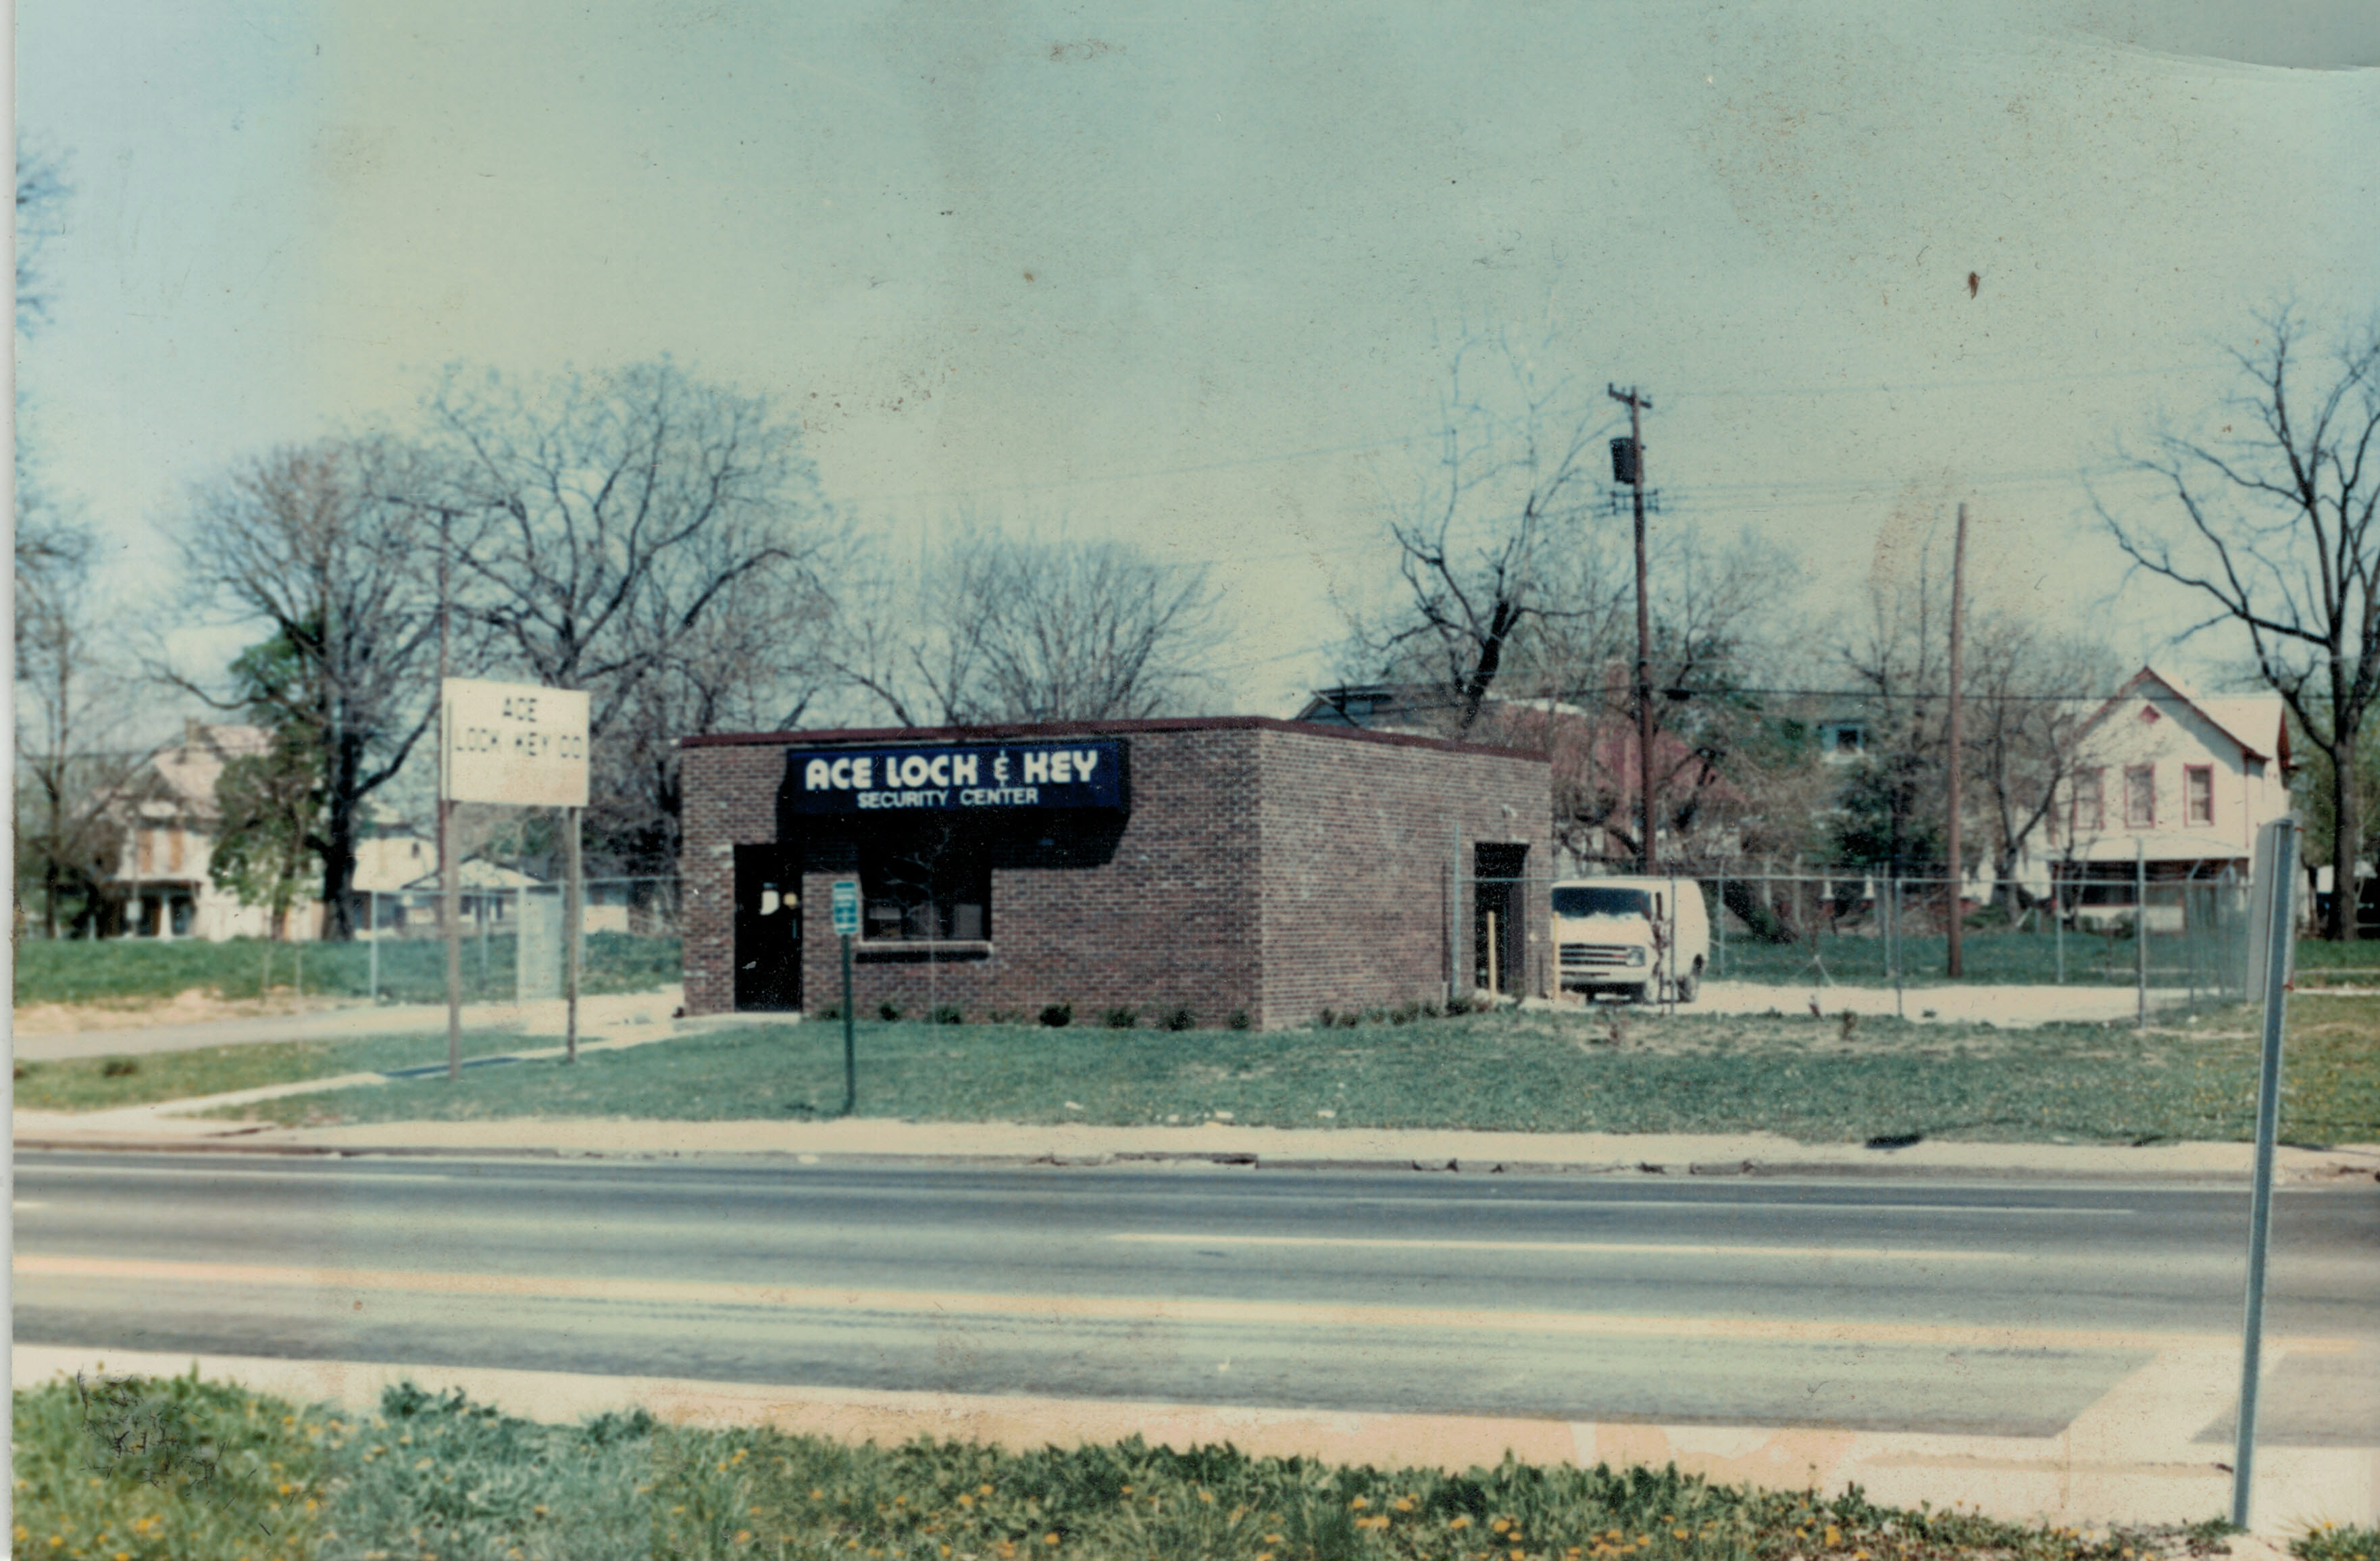 ACE
LOCK & KEY CO
ACE LOCK & KEY
SECURITY CENTER